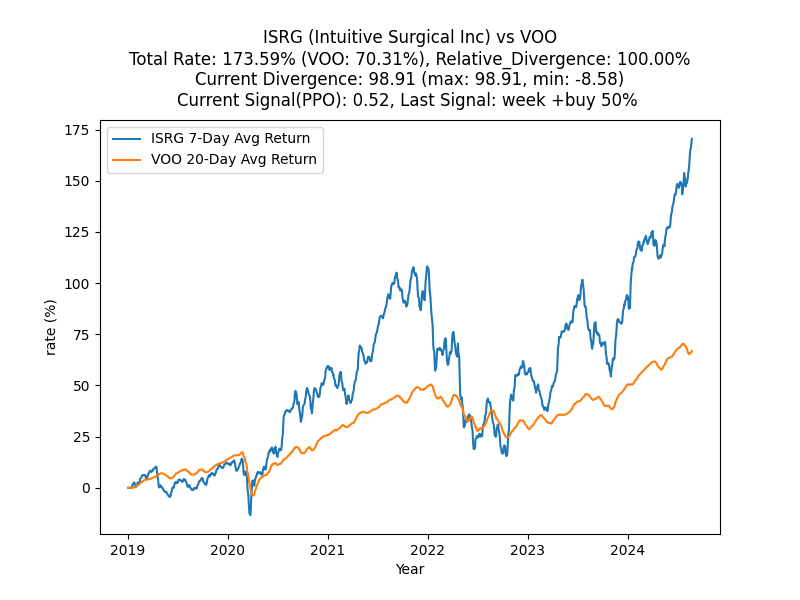 ISRG (Intuitive Surgical Inc) vs VOO
Total Rate: 173.59% (VOO: 70.31%), Relative_Divergence: 100.00%
Current Divergence: 98.91 (max: 98.91, min: -8.58)
Current Signal(PPO): 0.52, Last Signal: week +buy 50%
ISRG 7-Day Avg Return
VOO 20-Day Avg Return
175
150
125
100
75
50
25
0
rate (%)
2019 2020 2021 2022 2023 2024
Year